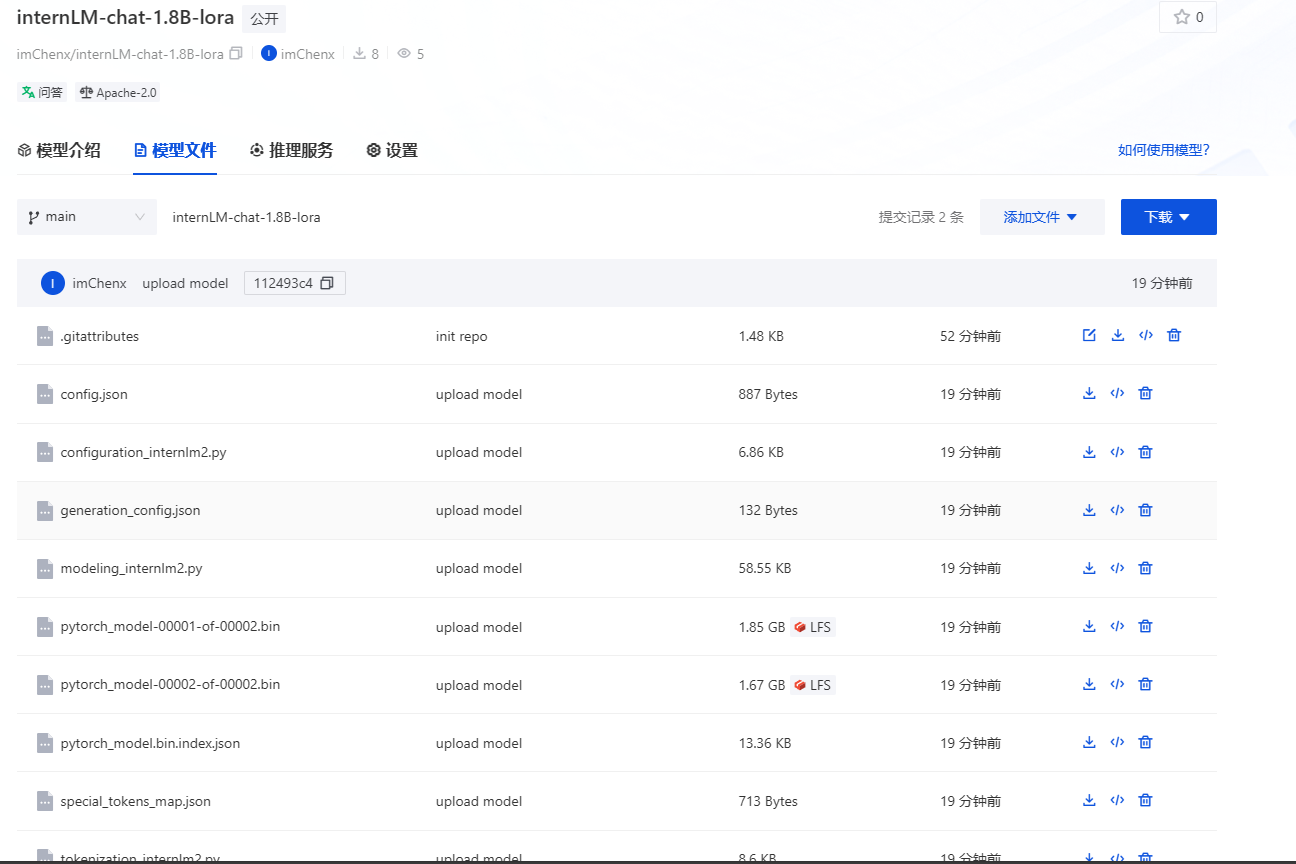 internLM-chat-1.8B-lora 公开 0
imChenx/internLM-chat-1.8B-lora I imChenx 8 5
问答 Apache-2.0
模型介绍 模型文件 推理服务 设置 如何使用模型?
main internLM-chat-1.8B-lora 提交记录 2 条 添加文件 下载
I imChenx upload model 112493c4 19 分钟前
.gitattributes init repo 1.48 KB 52 分钟前
config.json upload model 887 Bytes 19 分钟前
configuration_internlm2.py upload model 6.86 KB 19 分钟前
generation_config.json upload model 132 Bytes 19 分钟前
modeling_internlm2.py upload model 58.55 KB 19 分钟前
pytorch_model-00001-of-00002.bin upload model 1.85 GB LFS 19 分钟前
pytorch_model-00002-of-00002.bin upload model 1.67 GB LFS 19 分钟前
pytorch_model.bin.index.json upload model 13.36 KB 19 分钟前
special_tokens_map.json upload model 713 Bytes 19 分钟前
tokenization_internlm2.py upload model 8.6 KB 19 分钟前